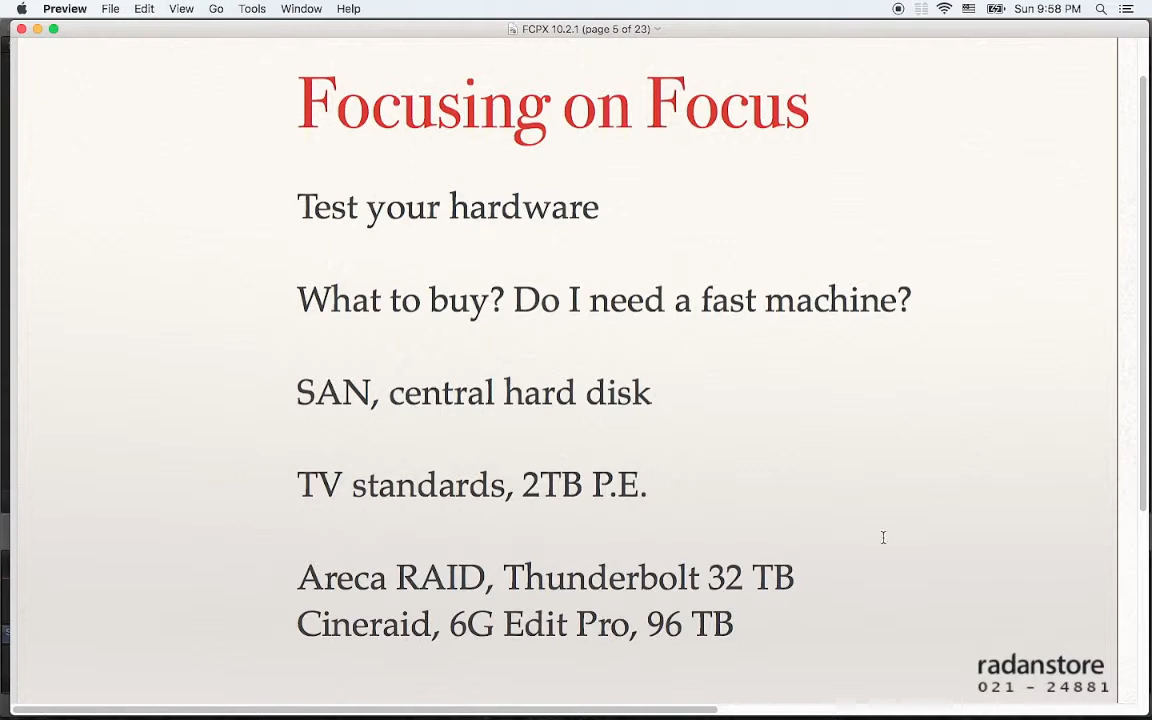 Preview File Edit View Go Tools Window Help Sun 9:58 PM
FCPX 10.2.1 (page 5 of 23)
Focusing on Focus
Test your hardware
What to buy? Do I need a fast machine?
SAN, central hard disk
TV standards, 2TB P.E.
Areca RAID, Thunderbolt 32 TB
Cineraid, 6G Edit Pro, 96 TB
radanstore
021 - 24881